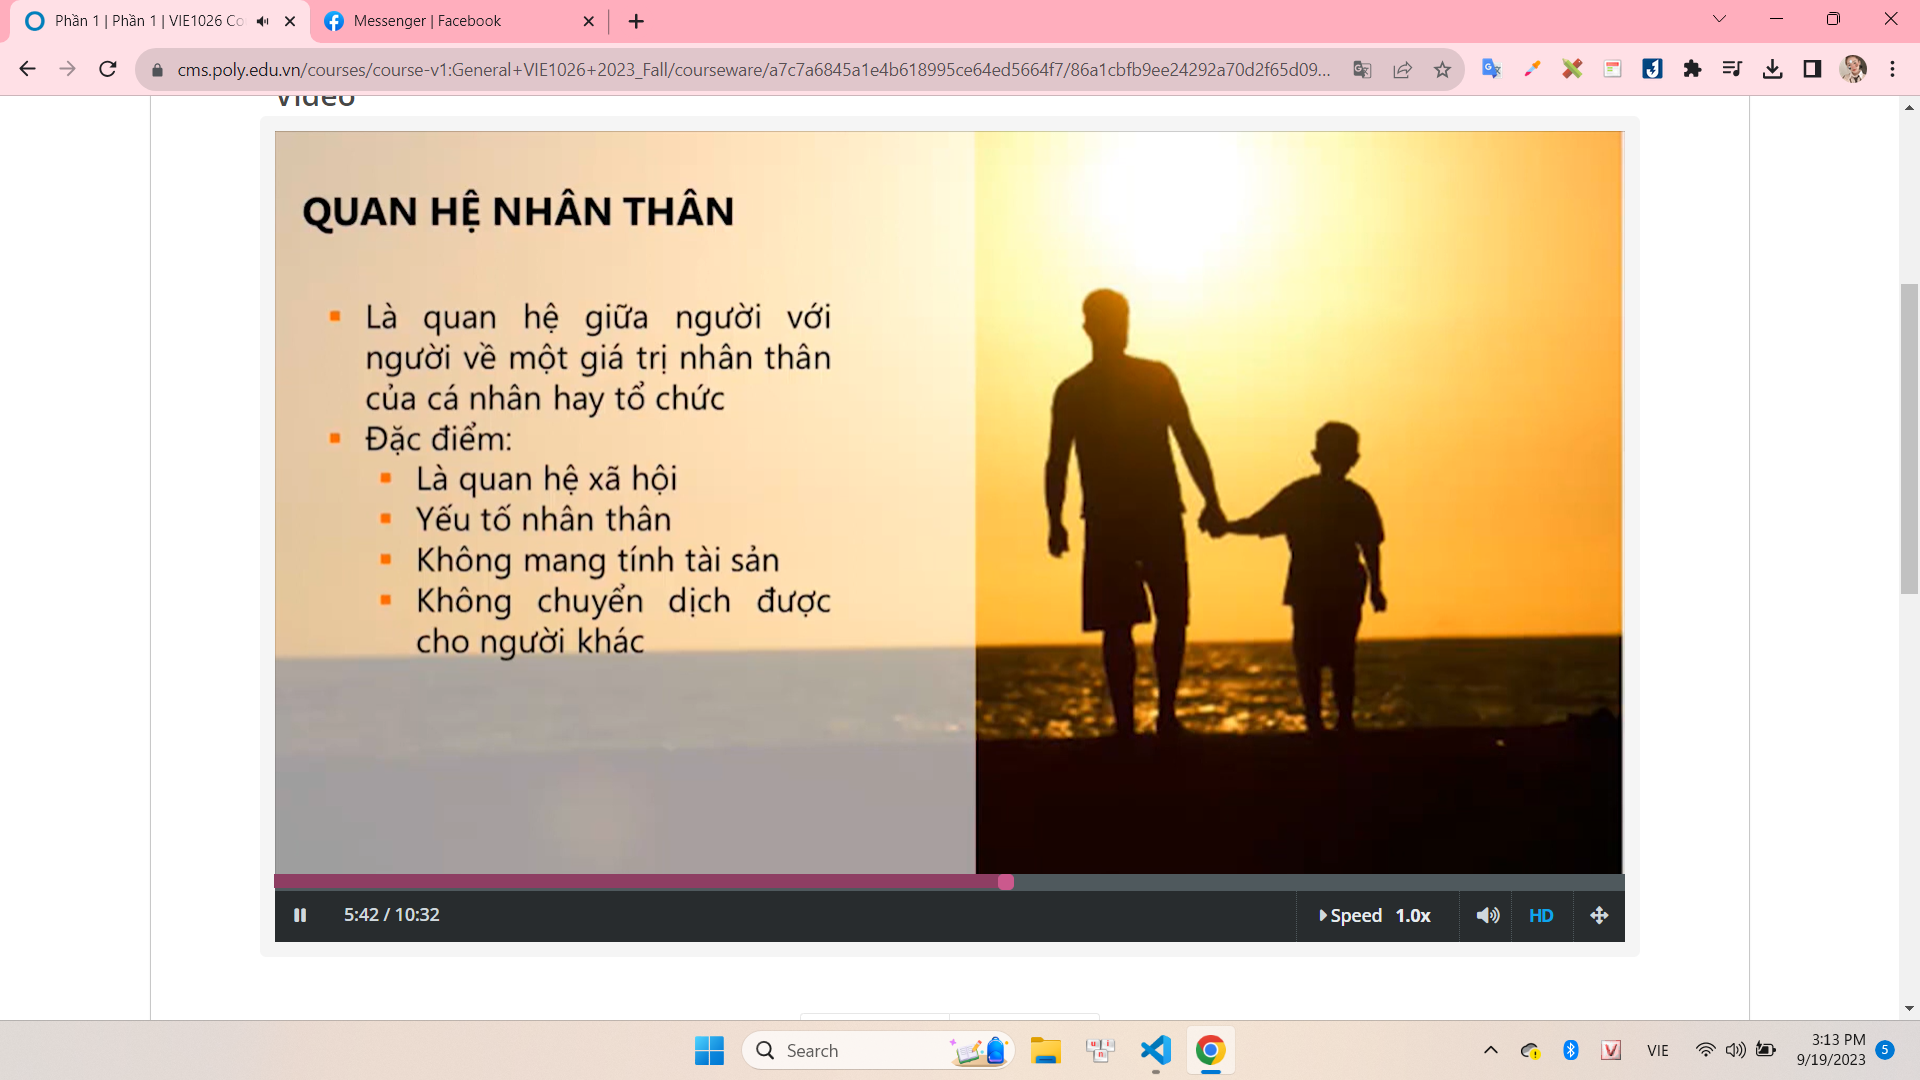 Phần 1 | Phần 1 | VIE1026 Co
Messenger | Facebook
cms.poly.edu.vn/courses/course-v1:General+VIE1026+2023_Fall/courseware/a7c7a6845a1e4b618995ce64ed5664f7/86a1cbfb9ee24292a70d2f65d09...
Video
QUAN HỆ NHÂN THÂN
Là quan hệ giữa người với
người về một giá trị nhân thân
của cá nhân hay tổ chức
Đặc điểm:
Là quan hệ xã hội
Yếu tố nhân thân
Không mang tính tài sản
Không chuyển dịch được
cho người khác
5:42 / 10:32
Speed 1.0x
HD
Search
VIE
3:13 PM
9/19/2023
5